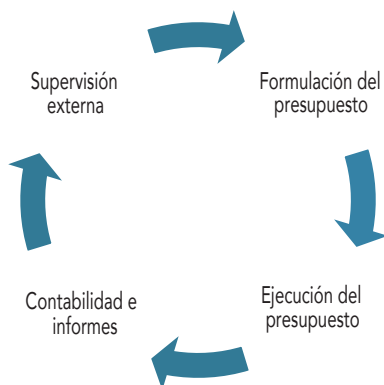 Supervisión
externa
Formulación del
presupuesto
Contabilidad e
informes
Ejecución del
presupuesto